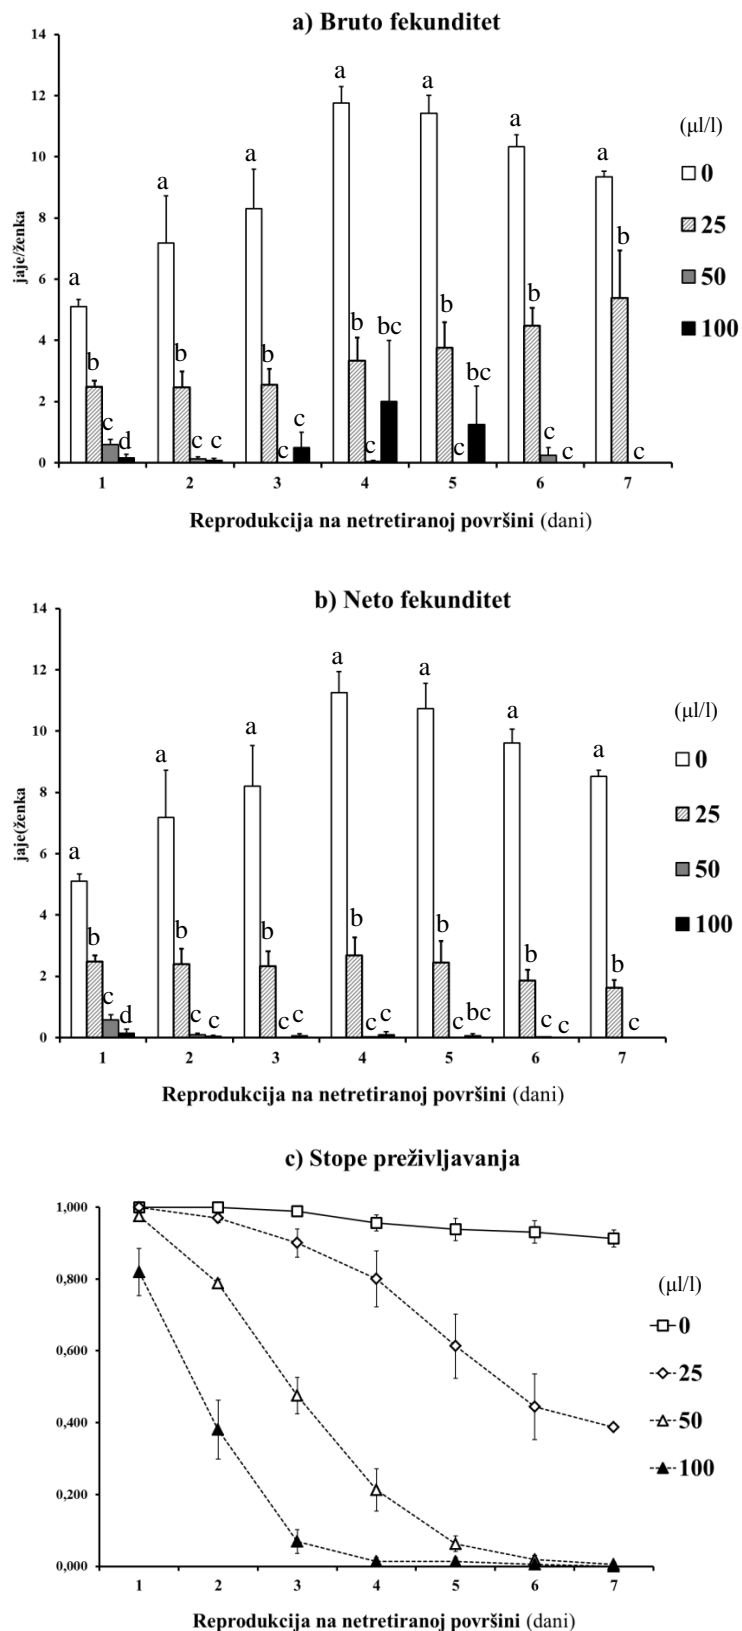 a) Bruto fekunditet
14
12
10
8
6
4
2
0
jaje/ženka
a b c d
a b c c
a b c c
a b c bc
a b c bc
a b c c
a b c
1 2 3 4 5 6 7
Reprodukcija na netretiranoj površini (dani)
(μl/l)
0
25
50
100
b) Neto fekunditet
14
12
10
8
6
4
2
0
jaje(ženka
a b c d
a b c c
a b c c
a b c c
a b c bc
a b c c
a b c
1 2 3 4 5 6 7
Reprodukcija na netretiranoj površini (dani)
(μl/l)
0
25
50
100
c) Stope preživljavanja
1,000
0,800
0,600
0,400
0,200
0,000
1 2 3 4 5 6 7
Reprodukcija na netretiranoj površini (dani)
(μl/l)
0
25
50
100